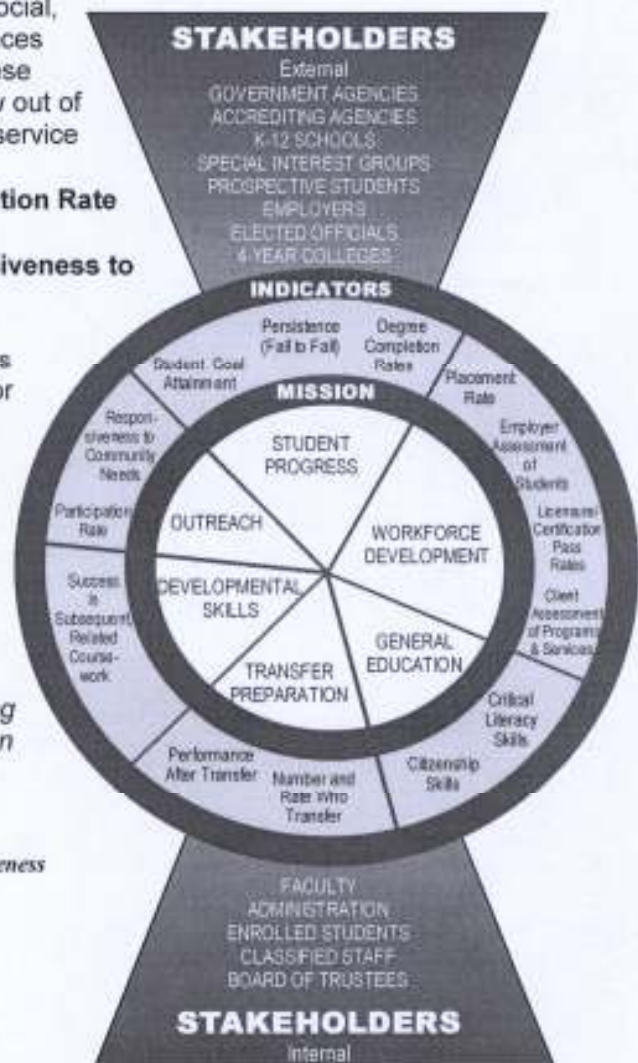 ocial,
ces
ese
v out of
service
tion Rate
iveness to
s
or
g
n
eness
STAKEHOLDERS
External
GOVERNMENT AGENCIES
ACCREDITING AGENCIES
K-12 SCHOOLS
SPECIAL INTEREST GROUPS
PROSPECTIVE STUDENTS
EMPLOYERS
ELECTED OFFICIALS
4-YEAR COLLEGES
INDICATORS
Student Goal
Attainment
Persistence
(Fall to Fall)
Degree
Completion
Rates
Placement
Rate
Employer
Assessment
of
Students
Licensure/
Certification
Pass
Rates
Client
Assessment
of Programs
& Services
Critical
Literacy
Skills
Citizenship
Skills
Number and
Rate Who
Transfer
Performance
After Transfer
Success
in
Subsequent,
Related
Course-
work
Participation
Rate
Respon-
siveness to
Community
Needs
MISSION
STUDENT
PROGRESS
WORKFORCE
DEVELOPMENT
GENERAL
EDUCATION
TRANSFER
PREPARATION
DEVELOPMENTAL
SKILLS
OUTREACH
FACULTY
ADMINISTRATION
ENROLLED STUDENTS
CLASSIFIED STAFF
BOARD OF TRUSTEES
STAKEHOLDERS
Internal